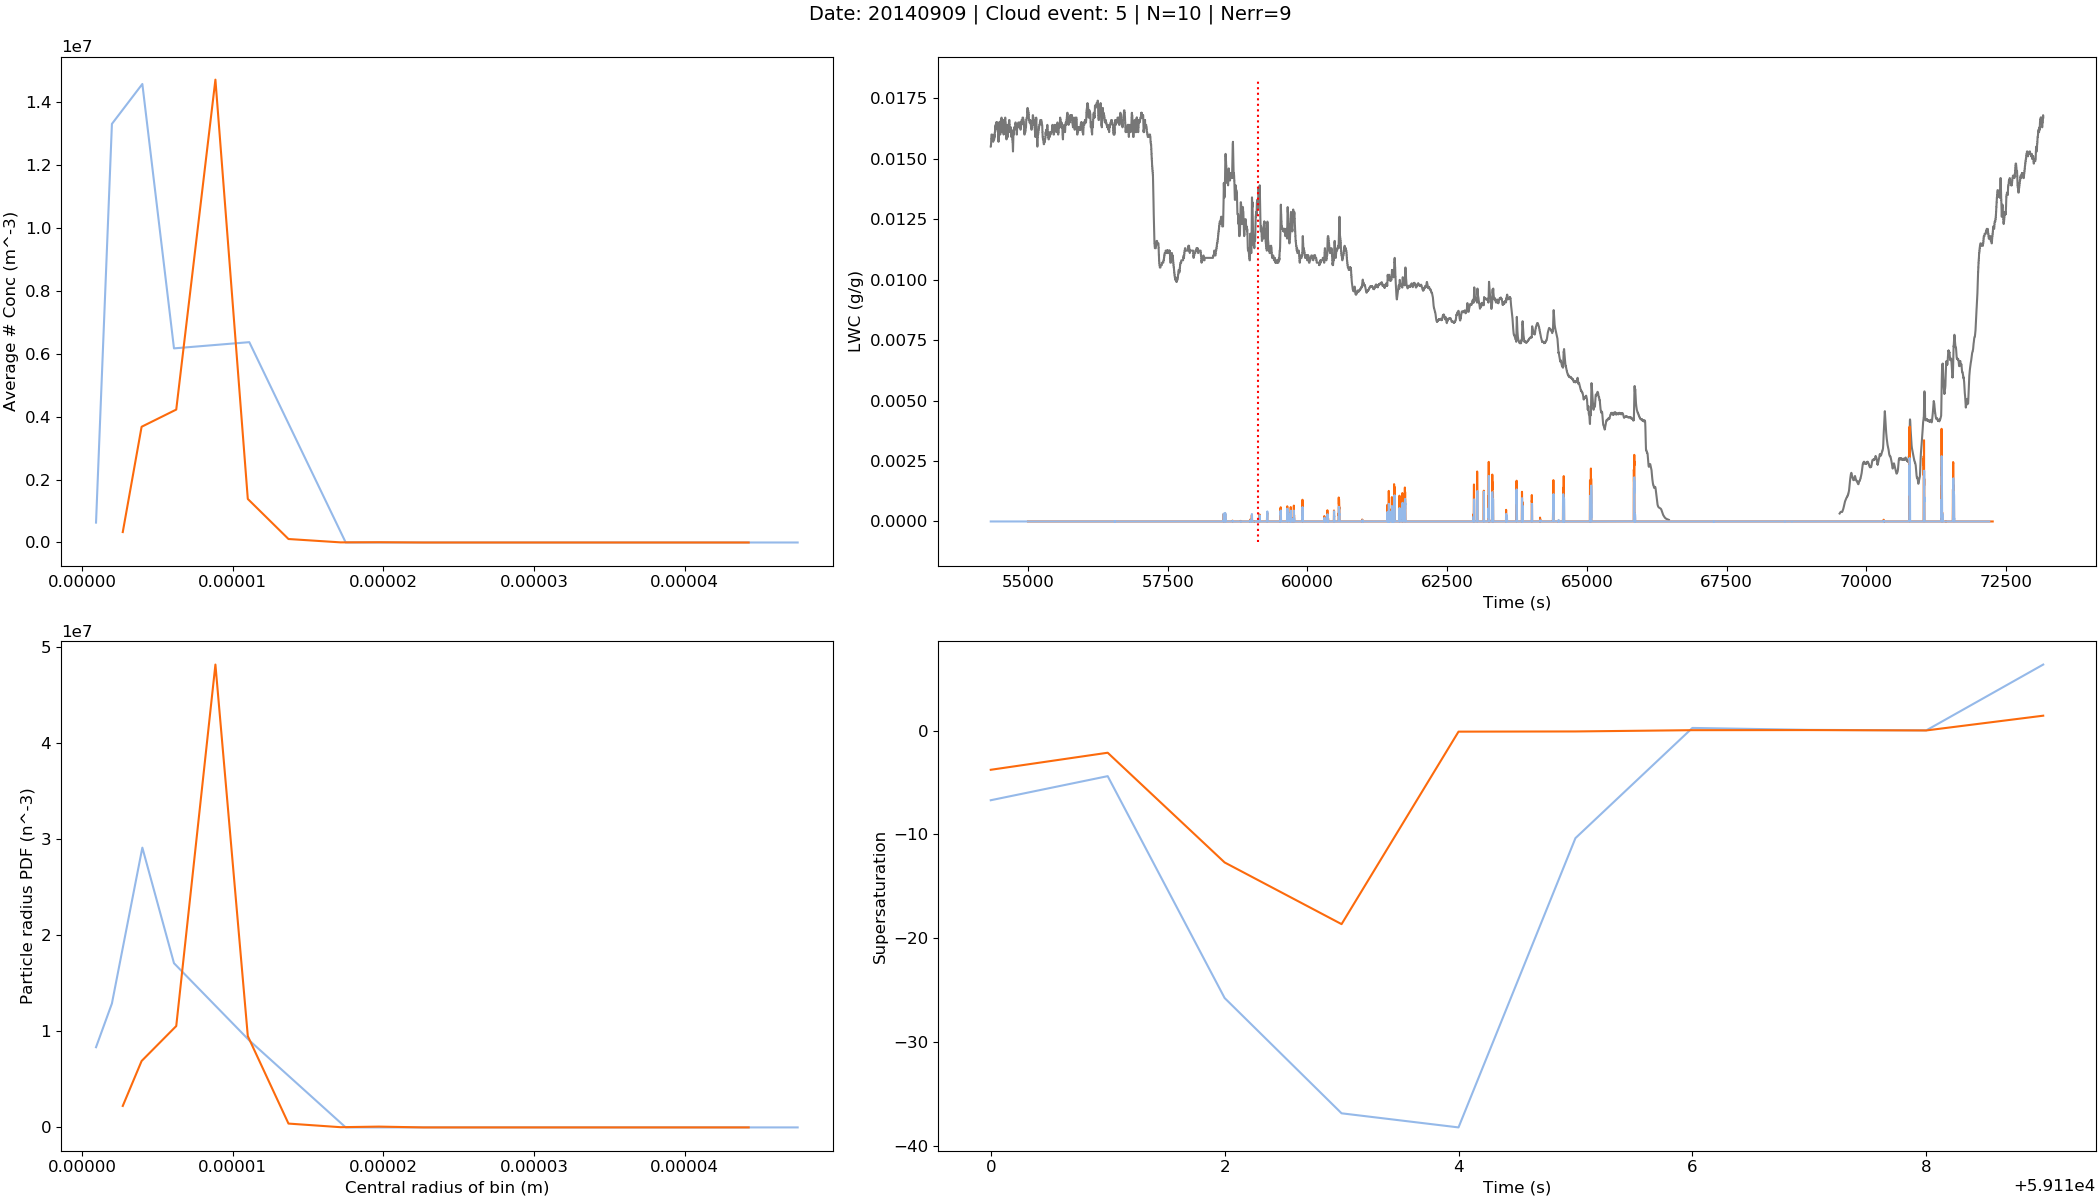 Date: 20140909 | Cloud event: 5 | N=10 | Nerr=9
1e7
Average # Conc (m^-3)
1.4
1.2
1.0
0.8
0.6
0.4
0.2
0.0
0.00000 0.00001 0.00002 0.00003 0.00004
LWC (g/g)
0.0175
0.0150
0.0125
0.0100
0.0075
0.0050
0.0025
0.0000
55000 57500 60000 62500 65000 67500 70000 72500
Time (s)
1e7
Particle radius PDF (n^-3)
5
4
3
2
1
0
0.00000 0.00001 0.00002 0.00003 0.00004
Central radius of bin (m)
Supersaturation
0
−10
−20
−30
−40
0 2 4 6 8
Time (s)
+5.911e4